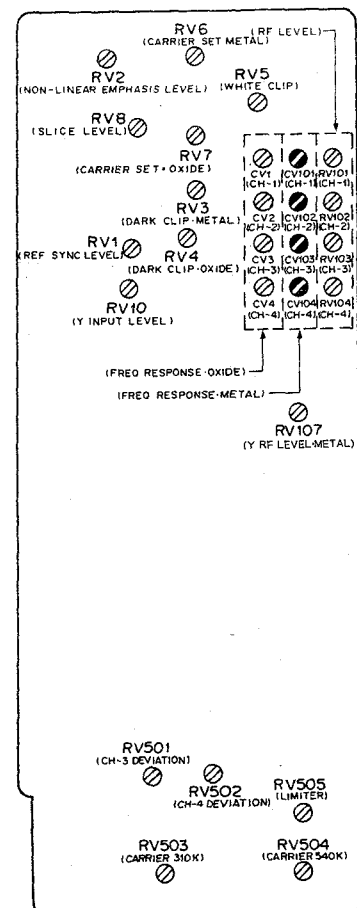 RV6
(CARRIER SET METAL)
(RF LEVEL)
RV2
(NON-LINEAR EMPHASIS LEVEL)
RV5
(WHITE CLIP)
RV8
(SLICE LEVEL)
RV7
(CARRIER SET·OXIDE)
CV1
(CH-1)
CV101
(CH-1)
RV101
(CH-1)
RV3
(DARK CLIP·METAL)
CV2
(CH-2)
CV102
(CH-2)
RV102
(CH-2)
RV1
(REF SYNC LEVEL)
RV4
(DARK CLIP·OXIDE)
CV3
(CH-3)
CV103
(CH-3)
RV103
(CH-3)
RV10
(Y INPUT LEVEL)
CV4
(CH-4)
CV104
(CH-4)
RV104
(CH-4)
(FREQ RESPONSE·OXIDE)
(FREQ RESPONSE·METAL)
RV107
(Y RF LEVEL·METAL)
RV501
(CH-3 DEVIATION)
RV502
(CH-4 DEVIATION)
RV505
(LIMITER)
RV503
(CARRIER 310K)
RV504
(CARRIER 540K)